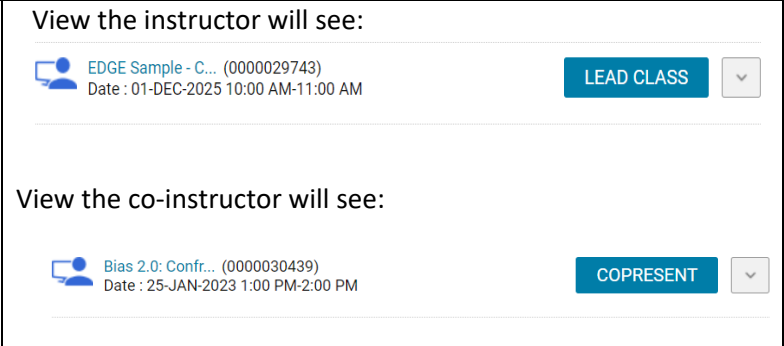 View the instructor will see:
EDGE Sample - C... (0000029743)
Date : 01-DEC-2025 10:00 AM-11:00 AM
LEAD CLASS
View the co-instructor will see:
Bias 2.0: Confr... (0000030439)
Date : 25-JAN-2023 1:00 PM-2:00 PM
COPRESENT